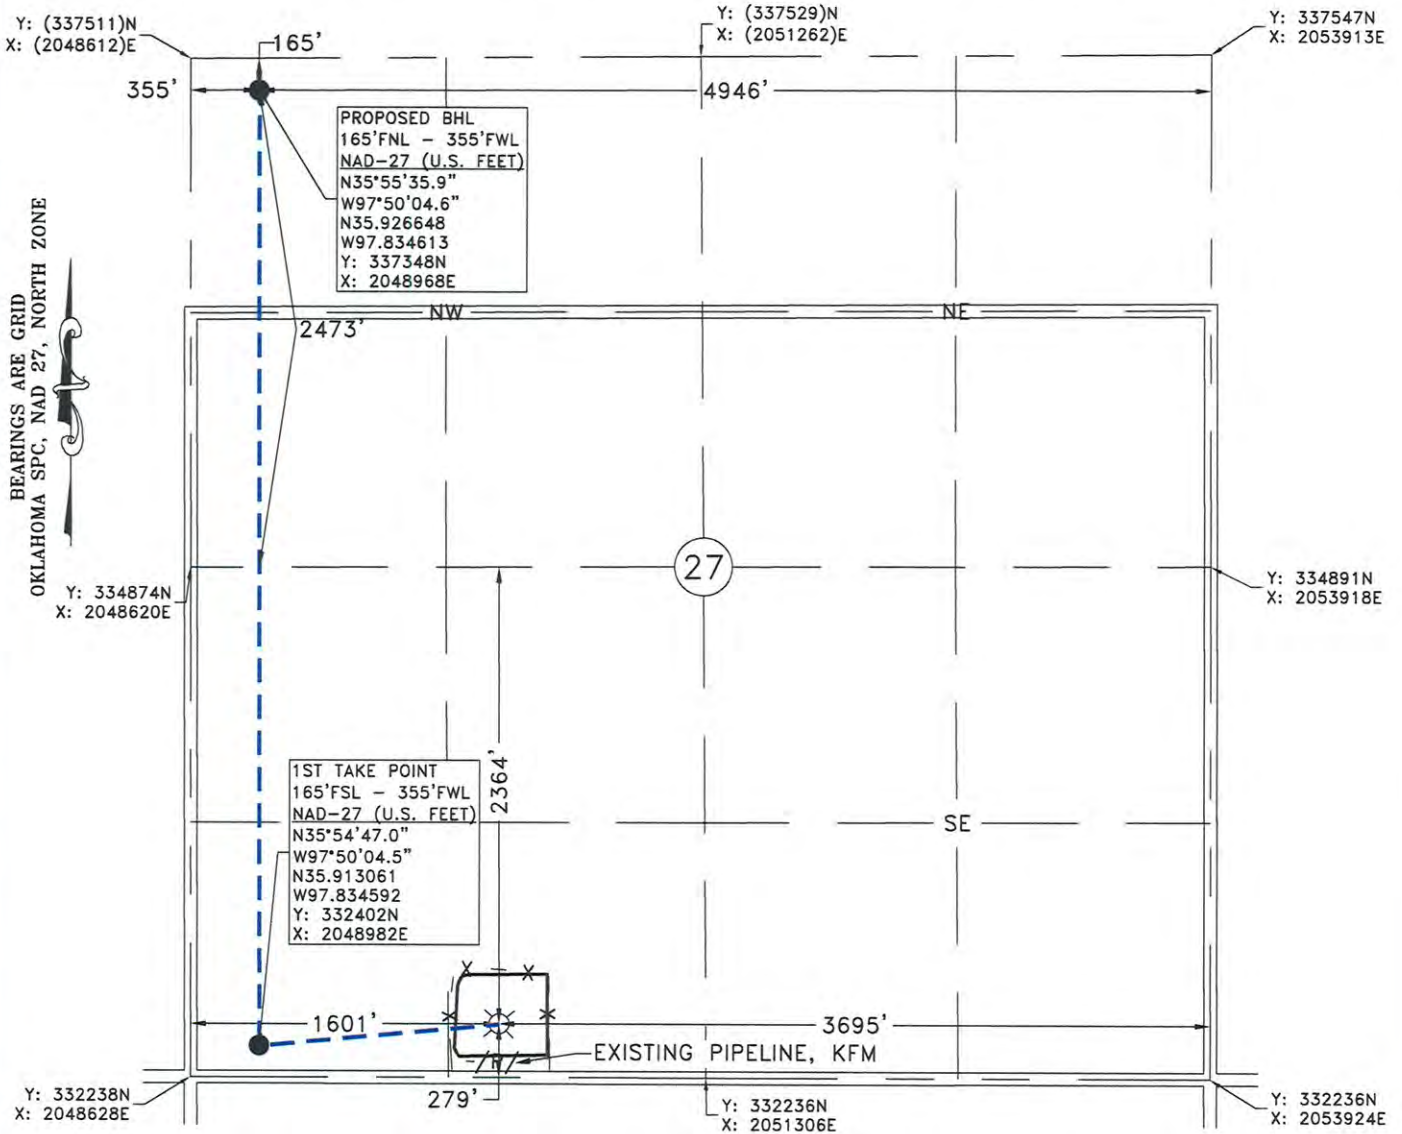 Y: (337511)N
X: (2048612)E
165'
Y: (337529)N
X: (2051262)E
Y: 337547N
X: 2053913E
355'
4946'
PROPOSED BHL
165'FNL - 355'FWL
NAD-27 (U.S. FEET)
N35°55'35.9"
W97°50'04.6"
N35.926648
W97.834613
Y: 337348N
X: 2048968E
BEARINGS ARE GRID
OKLAHOMA SPC, NAD 27, NORTH ZONE
NW
NE
2473'
27
Y: 334874N
X: 2048620E
Y: 334891N
X: 2053918E
2364'
1ST TAKE POINT
165'FSL - 355'FWL
NAD-27 (U.S. FEET)
N35°54'47.0"
W97°50'04.5"
N35.913061
W97.834592
Y: 332402N
X: 2048982E
SE
1601'
3695'
EXISTING PIPELINE, KFM
279'
Y: 332238N
X: 2048628E
Y: 332236N
X: 2051306E
Y: 332236N
X: 2053924E